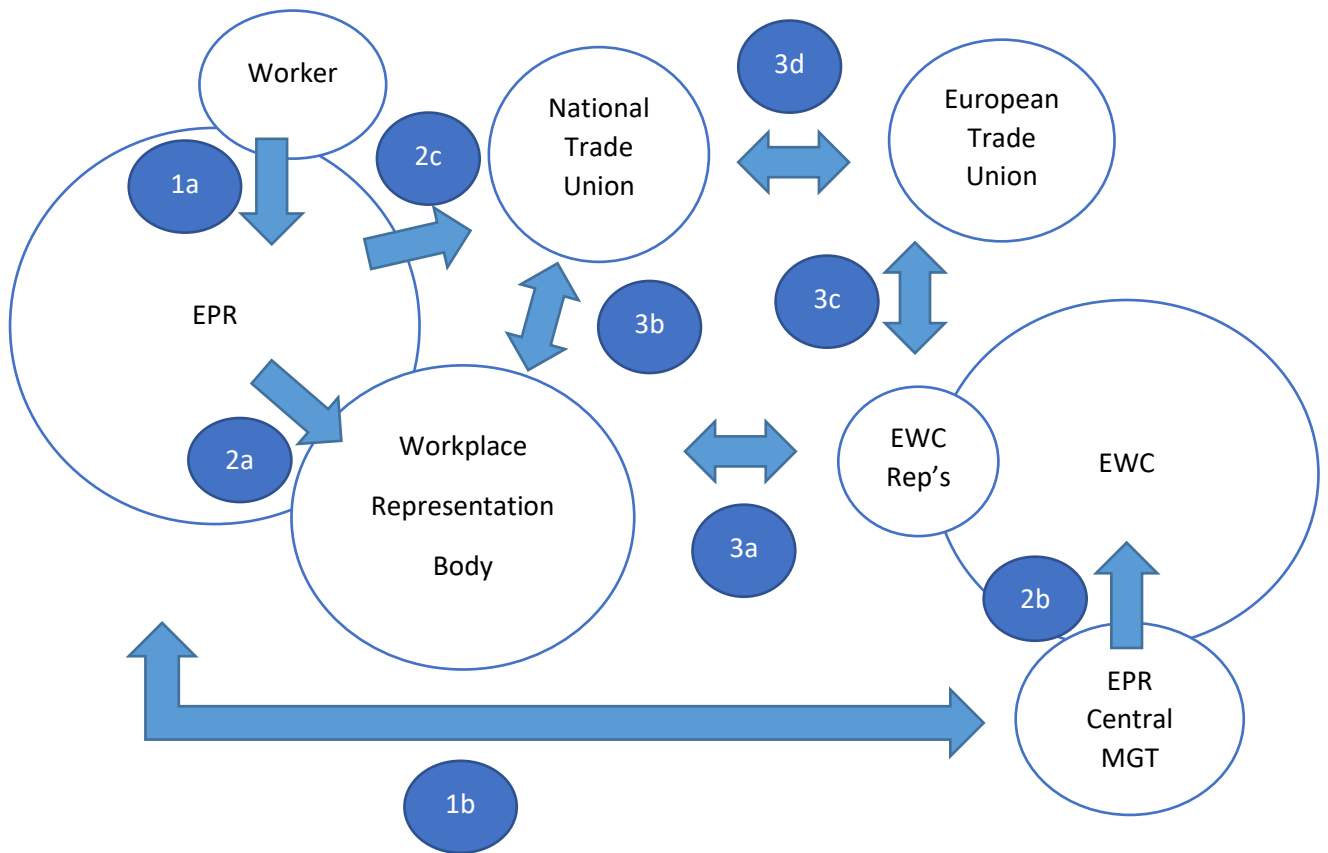 Worker
3d
National
Trade
Union
European
Trade
Union
2c
1a
EPR
3b
3c
Workplace
Representation
Body
2a
EWC
Rep's
EWC
3a
2b
EPR
Central
MGT
1b